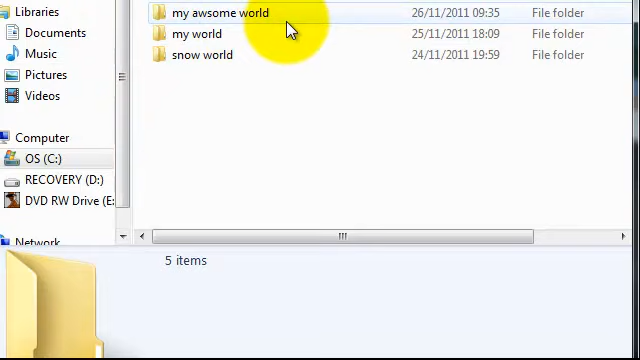 Libraries
Documents
Music
Pictures
Videos
Computer
OS (C:)
RECOVERY (D:)
DVD RW Drive (E:
Network
my awsome world 26/11/2011 09:35 File folder
my world 25/11/2011 18:09 File folder
snow world 24/11/2011 19:59 File folder
5 items